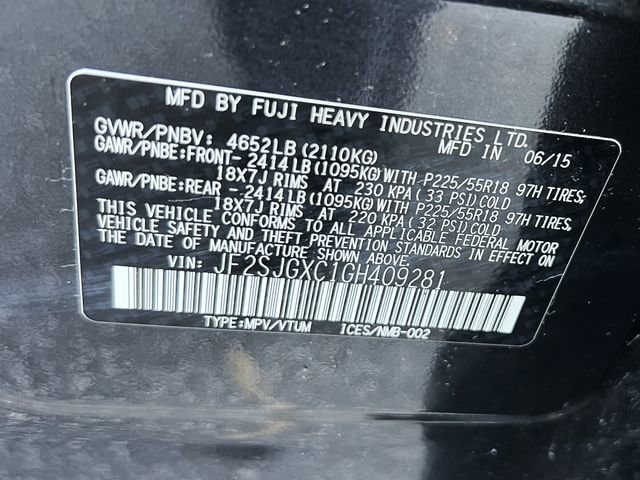 MFD BY FUJI HEAVY INDUSTRIES LTD.
GVWR/PNBV: 4652LB (2110KG) MFD IN 06/15
GAWR/PNBE:FRONT- 2414LB(1095KG)WITH P225/55R18 97H TIRES;
18X7J RIMS AT 230 KPA( 33 PSI)COLD
GAWR/PNBE:REAR - 2414LB(1095KG)WITH P225/55R18 97H TIRES;
18X7J RIMS AT 220 KPA( 32 PSI)COLD
THIS VEHICLE CONFORMS TO ALL APPLICABLE FEDERAL MOTOR
VEHICLE SAFETY AND THEFT PREVENTION STANDARDS IN EFFECT ON
THE DATE OF MANUFACTURE SHOWN ABOVE.
VIN: JF2SJGXC1GH409281
TYPE:MPV/VTUM ICES/NMB-002